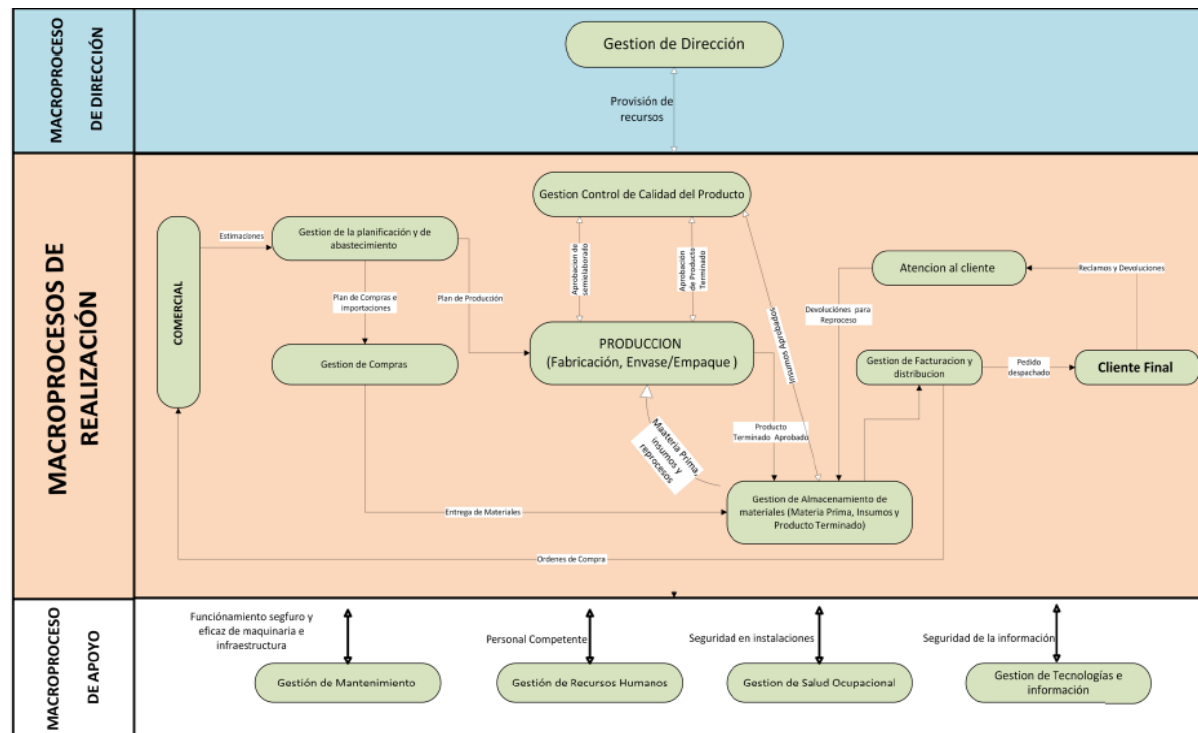 MACROPROCESO
DE DIRECCIÓN
Gestion de Dirección
Provisión de
recursos
MACROPROCESOS DE
REALIZACIÓN
Gestion Control de Calidad del Producto
COMERCIAL
Estimaciones
Gestion de la planificación y de
abastecimiento
Aprobacion de
semielaborado
Aprobación
de Producto
Terminado
Atencion al cliente
Reclamos y Devoluciones
Plan de Compras e
importaciones
Plan de Producción
Insumos Aprobados
Devoluciónes para
Reproceso
Gestion de Compras
PRODUCCION
(Fabricación, Envase/Empaque )
Gestion de Facturacion y
distribucion
Pedido
despachado
Cliente Final
Maateria Prima,
insumos y
reprocesos
Producto
Terminado Aprobado
Entrega de Materiales
Gestion de Almacenamiento de
materiales (Materia Prima, Insumos y
Producto Terminado)
Ordenes de Compra
MACROPROCESO
DE APOYO
Funciónamiento segfuro y
eficaz de maquinaria e
infraestructura
Personal Competente
Seguridad en instalaciones
Seguridad de la información
Gestión de Mantenimiento
Gestión de Recursos Humanos
Gestion de Salud Ocupacional
Gestion de Tecnologías e
información